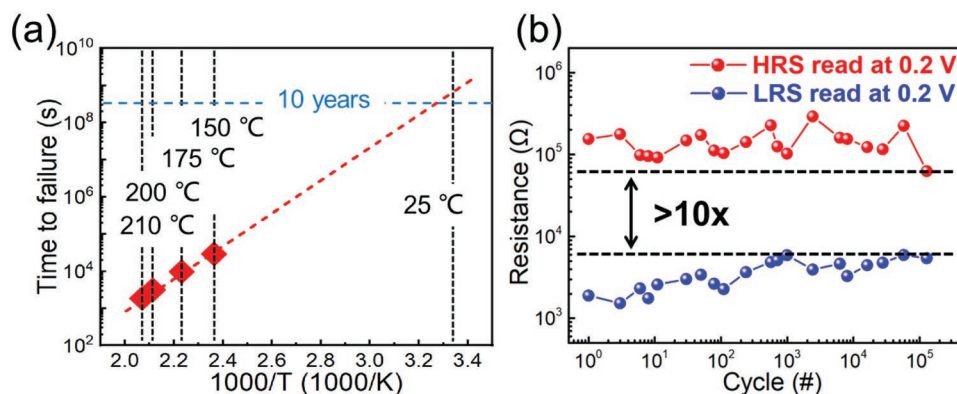 (a)
10^10
10^8
10^6
10^4
10^2
Time to failure (s)
10 years
150 ℃
175 ℃
200 ℃
210 ℃
25 ℃
2.0 2.2 2.4 2.6 2.8 3.0 3.2 3.4
1000/T (1000/K)
(b)
10^6
10^5
10^4
10^3
Resistance (Ω)
HRS read at 0.2 V
LRS read at 0.2 V
>10x
10^0 10^1 10^2 10^3 10^4 10^5
Cycle (#)